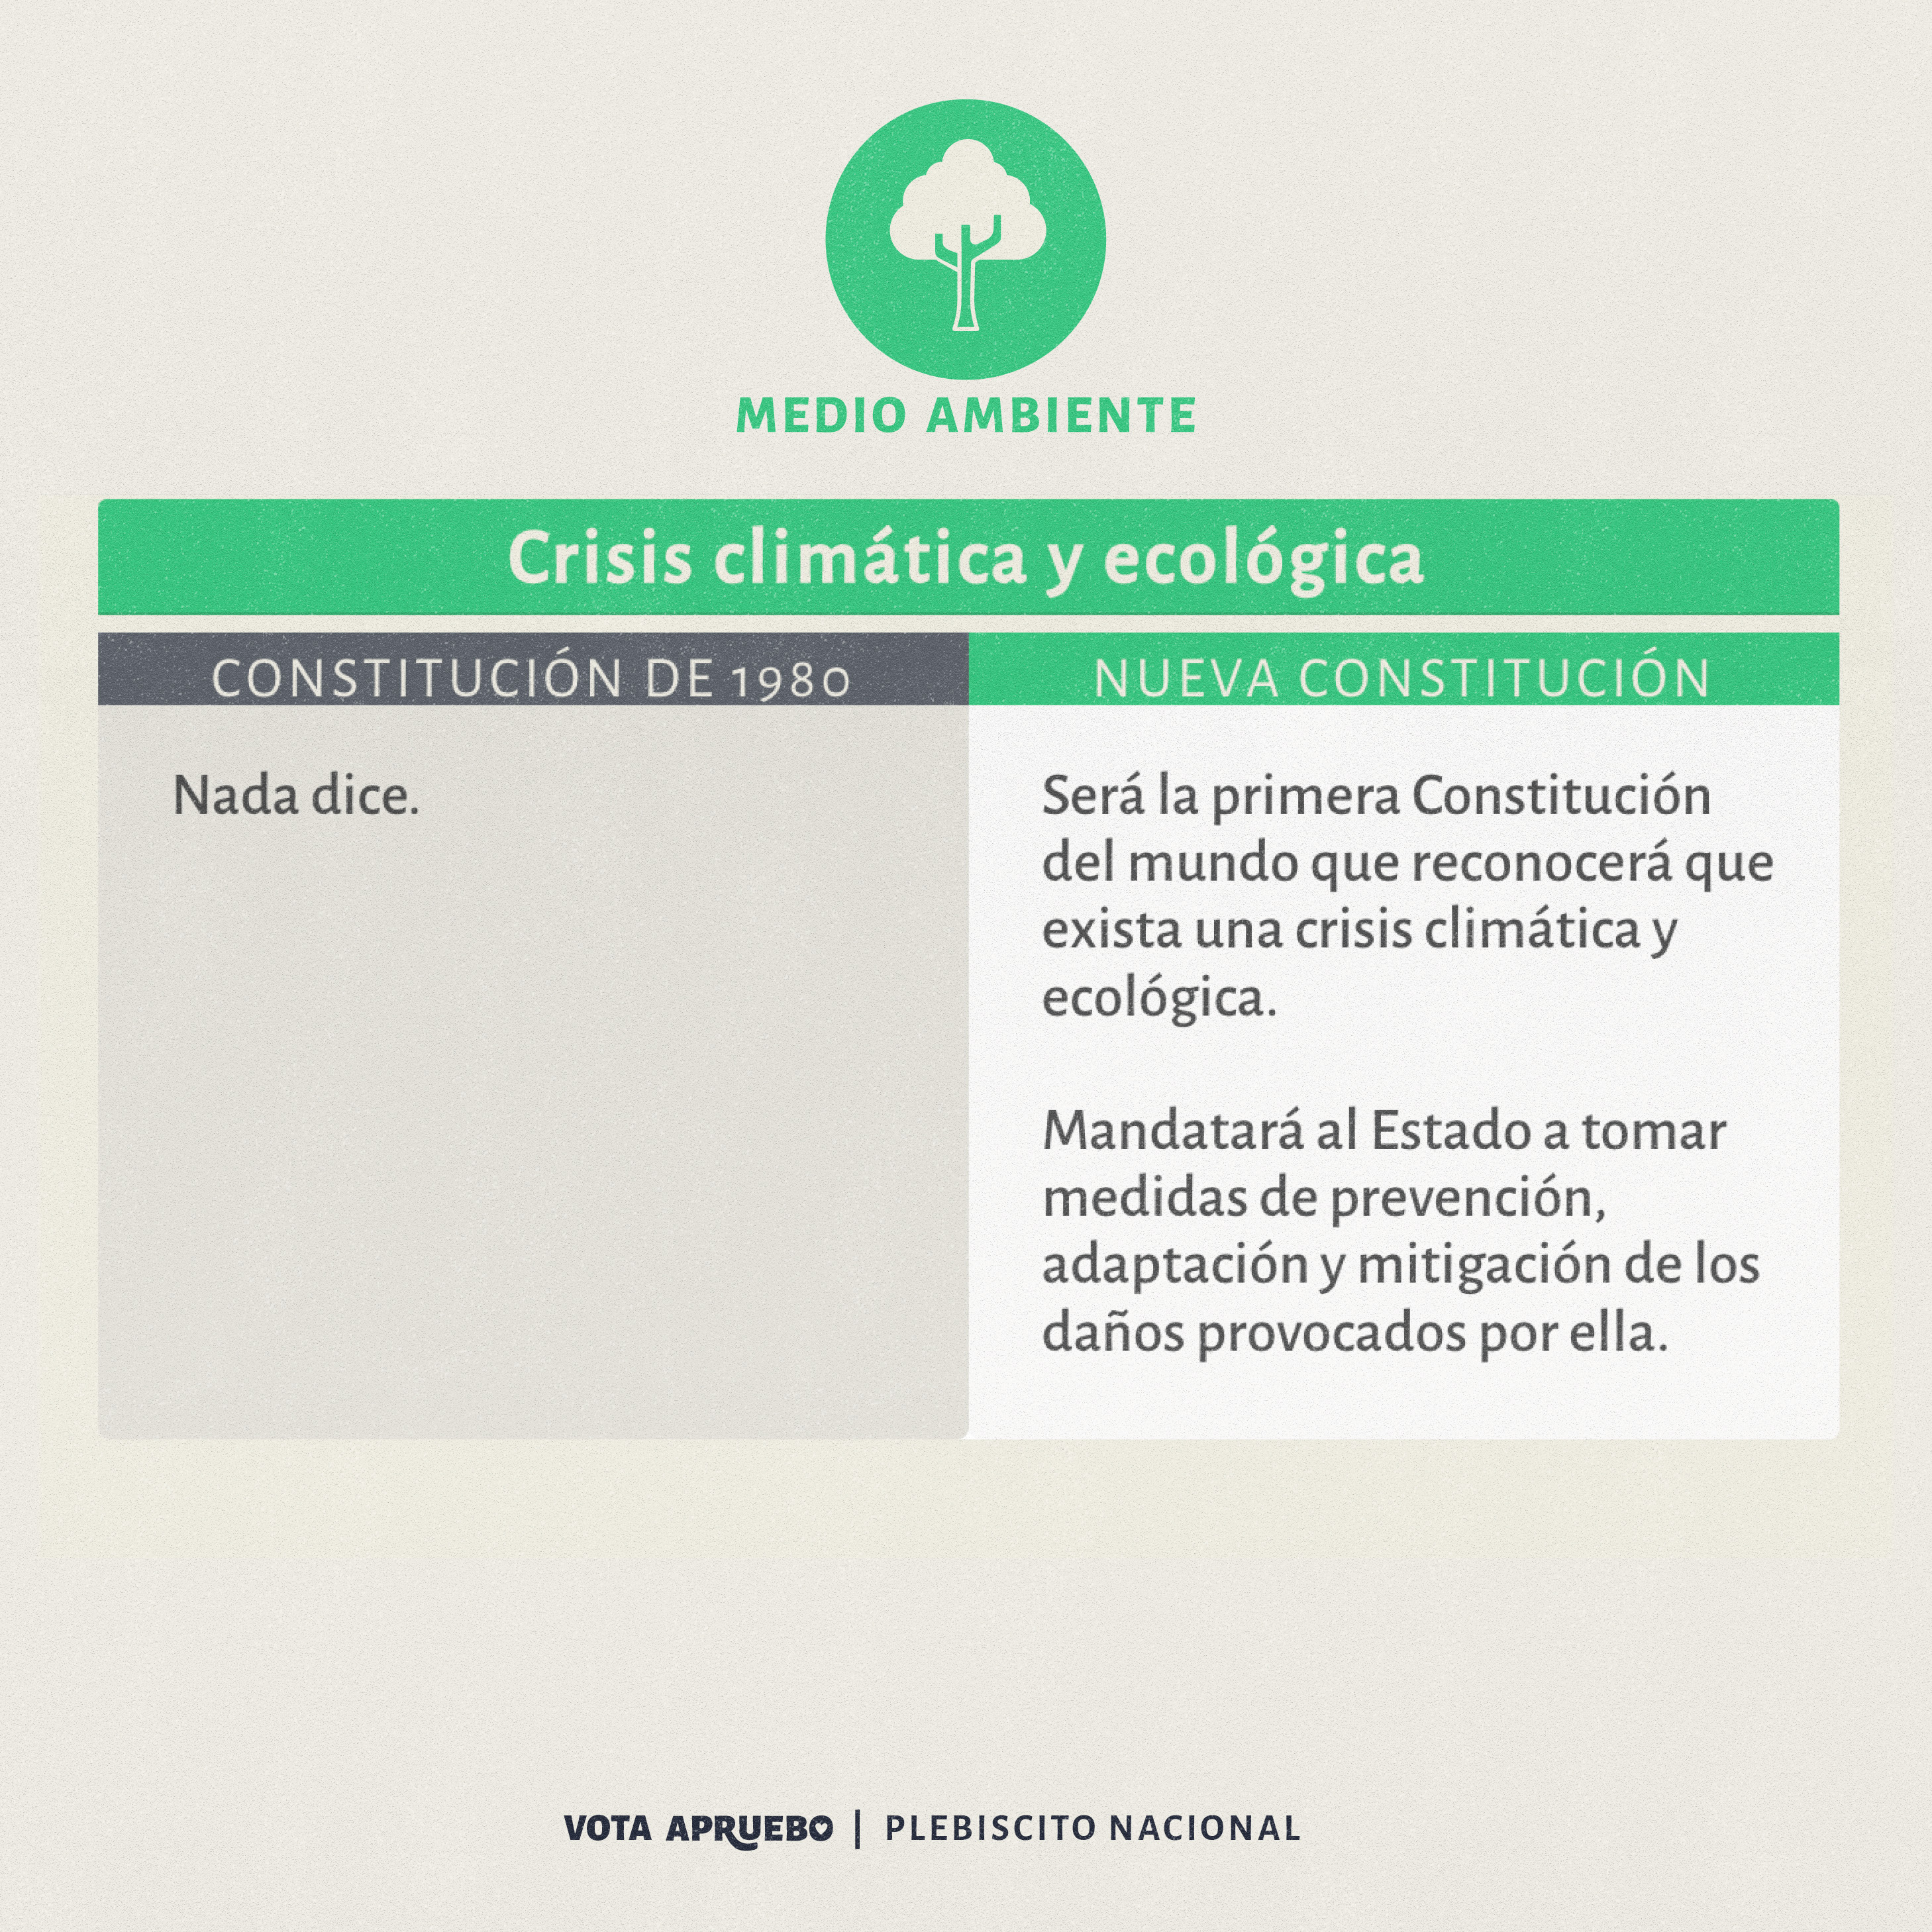 MEDIO AMBIENTE
Crisis climática y ecológica
CONSTITUCIÓN DE 1980
NUEVA CONSTITUCIÓN
Nada dice.
Será la primera Constitución
del mundo que reconocerá que
exista una crisis climática y
ecológica.
Mandatará al Estado a tomar
medidas de prevención,
adaptación y mitigación de los
daños provocados por ella.
VOTA APRUEBO | PLEBISCITO NACIONAL